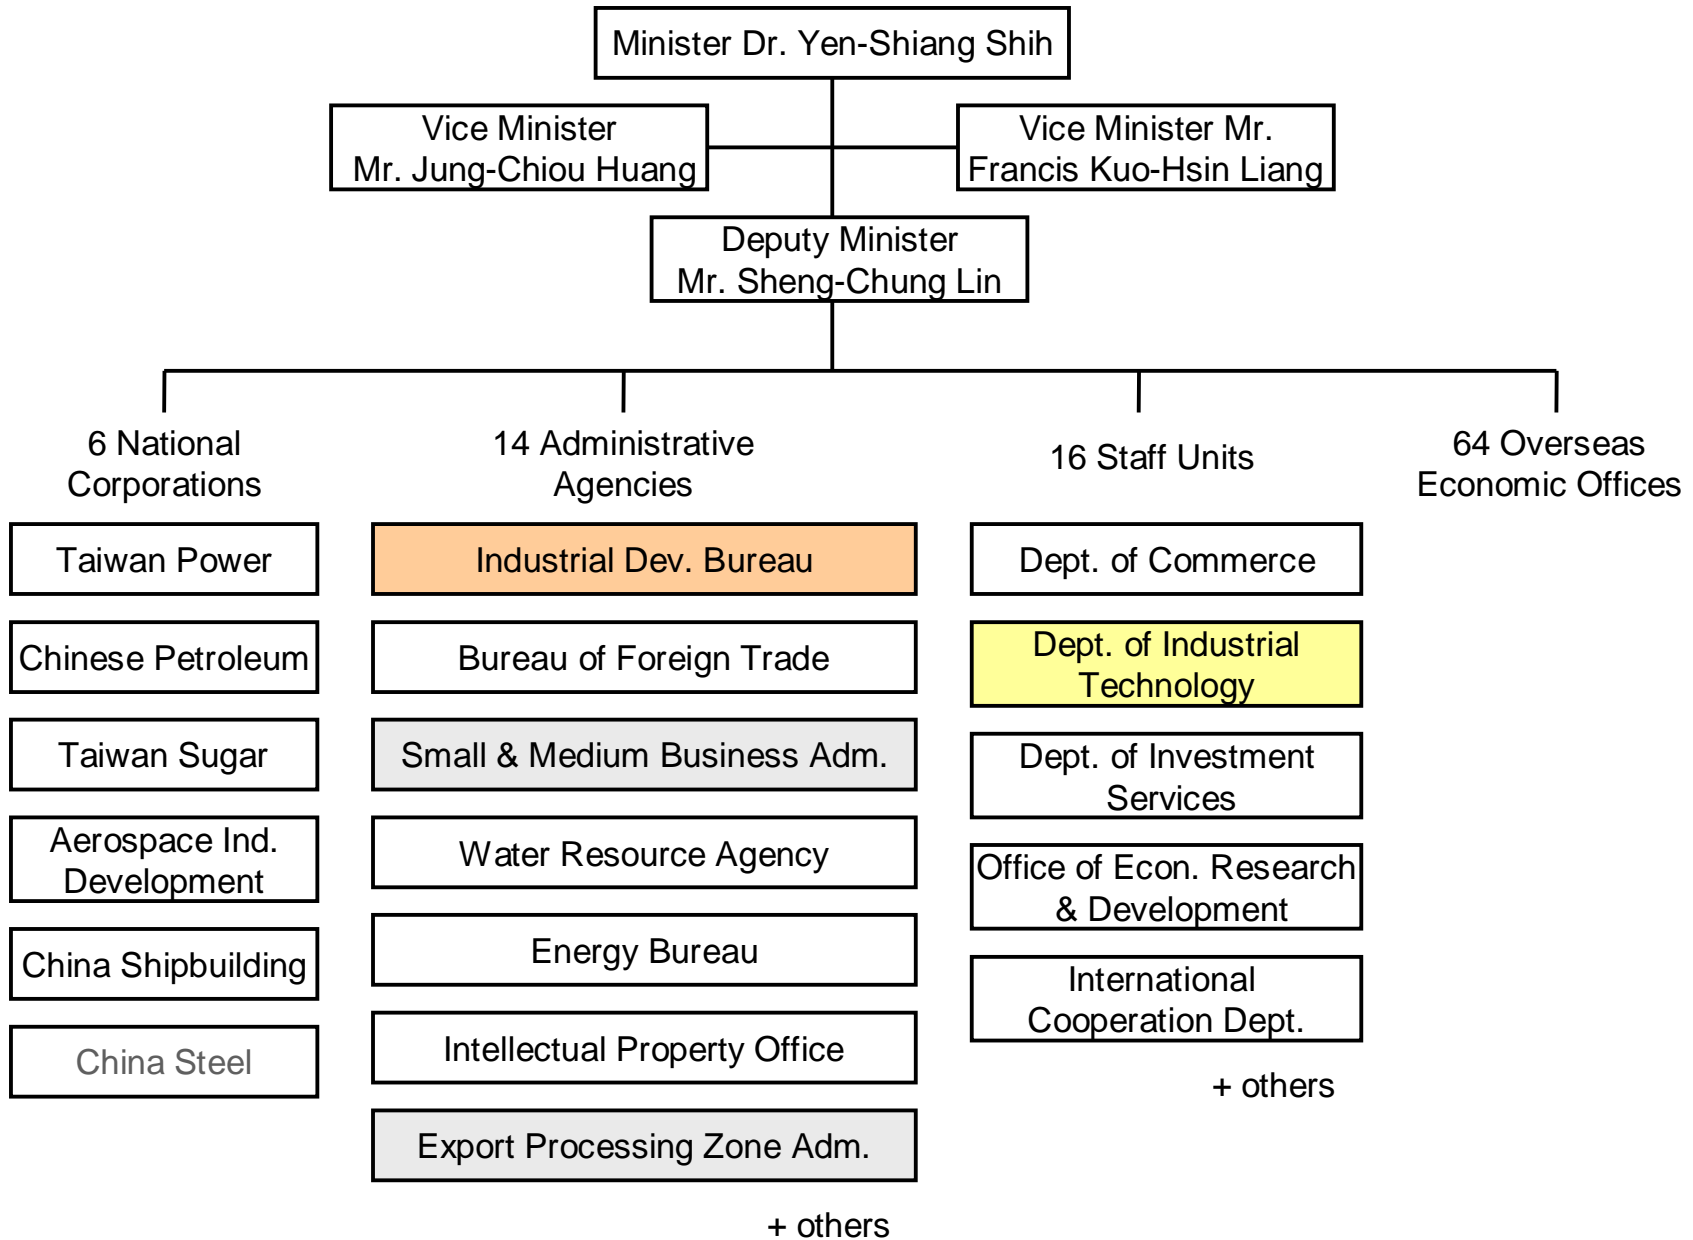 Minister Dr. Yen-Shiang Shih
Vice Minister
Mr. Jung-Chiou Huang
Vice Minister Mr.
Francis Kuo-Hsin Liang
Deputy Minister
Mr. Sheng-Chung Lin
6 National
Corporations
Taiwan Power
Chinese Petroleum
Taiwan Sugar
Aerospace Ind.
Development
China Shipbuilding
China Steel
14 Administrative
Agencies
Industrial Dev. Bureau
Bureau of Foreign Trade
Small & Medium Business Adm.
Water Resource Agency
Energy Bureau
Intellectual Property Office
Export Processing Zone Adm.
+ others
16 Staff Units
Dept. of Commerce
Dept. of Industrial
Technology
Dept. of Investment
Services
Office of Econ. Research
& Development
International
Cooperation Dept.
+ others
64 Overseas
Economic Offices